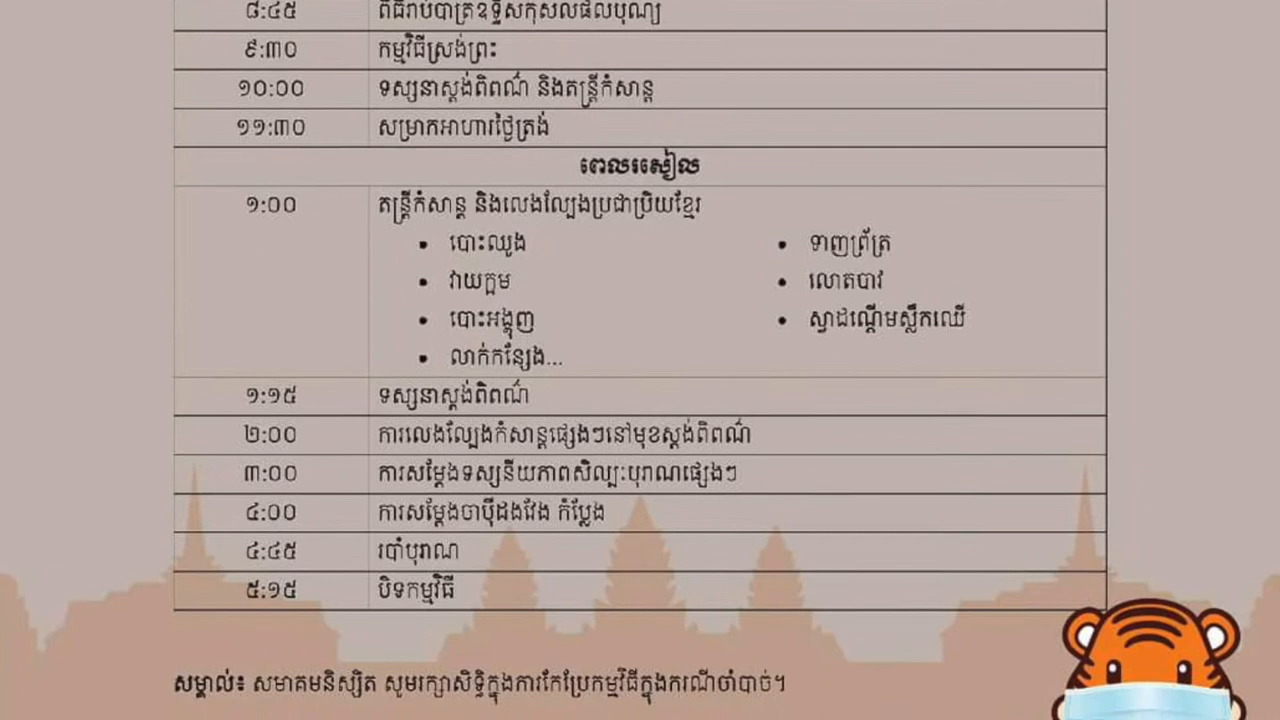 ៨:៤៥ ពិធីរាប់បាត្រឧទ្ទិសកុសលផលបុណ្យ
៩:៣០ កម្មវិធីស្រង់ព្រះ
១០:០០ ទស្សនាស្តង់ពិពណ៌ និងតន្ត្រីកំសាន្ត
១១:៣០ សម្រាកអាហារថ្ងៃត្រង់
ពេលរសៀល
១:០០ តន្ត្រីកំសាន្ត និងលេងល្បែងប្រជាប្រិយខ្មែរ
• បោះឈូង • ទាញព្រ័ត្រ
• វាយក្អម • លោតបាវ
• បោះអង្គុញ • ស្វាដណ្តើមស្លឹកឈើ
• លាក់កន្សែង...
១:១៥ ទស្សនាស្តង់ពិពណ៌
២:០០ ការលេងល្បែងកំសាន្តផ្សេងៗនៅមុខស្តង់ពិពណ៌
៣:០០ ការសម្តែងទស្សនីយភាពសិល្បៈបុរាណផ្សេងៗ
៤:០០ ការសម្តែងចាប៉ីដងវែង កំប្លែង
៤:៤៥ របាំបុរាណ
៥:១៥ បិទកម្មវិធី
សម្គាល់៖ សមាគមនិស្សិត សូមរក្សាសិទ្ធិក្នុងការកែប្រែកម្មវិធីក្នុងករណីចាំបាច់។